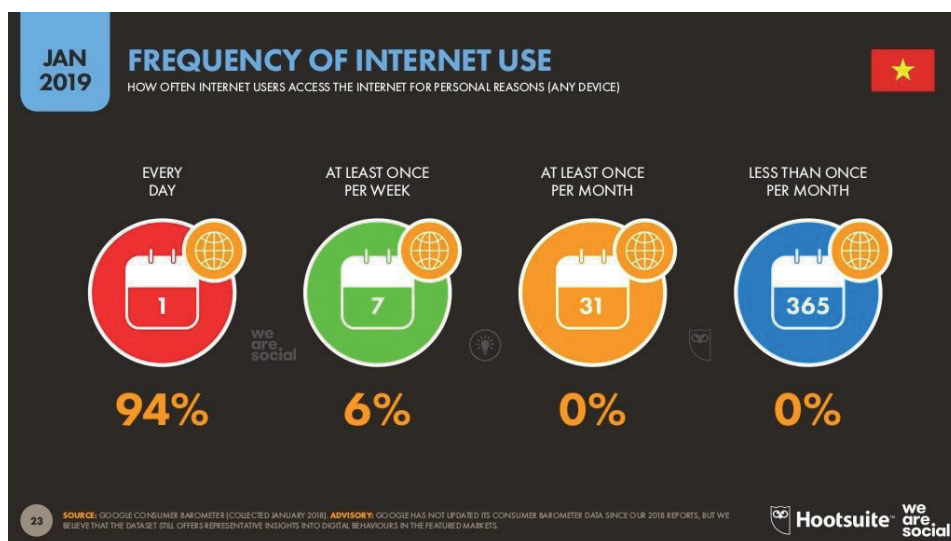 JAN
2019
FREQUENCY OF INTERNET USE
HOW OFTEN INTERNET USERS ACCESS THE INTERNET FOR PERSONAL REASONS (ANY DEVICE)
EVERY
DAY
AT LEAST ONCE
PER WEEK
AT LEAST ONCE
PER MONTH
LESS THAN ONCE
PER MONTH
1
7
31
365
we
are
social
94%
6%
0%
0%
23
SOURCE: GOOGLE CONSUMER BAROMETER (COLLECTED JANUARY 2018). ADVISORY: GOOGLE HAS NOT UPDATED ITS CONSUMER BAROMETER DATA SINCE OUR 2018 REPORTS, BUT WE
BELIEVE THAT THE DATASET STILL OFFERS REPRESENTATIVE INSIGHTS INTO DIGITAL BEHAVIOURS IN THE FEATURED MARKETS.
Hootsuite™
we
are
social